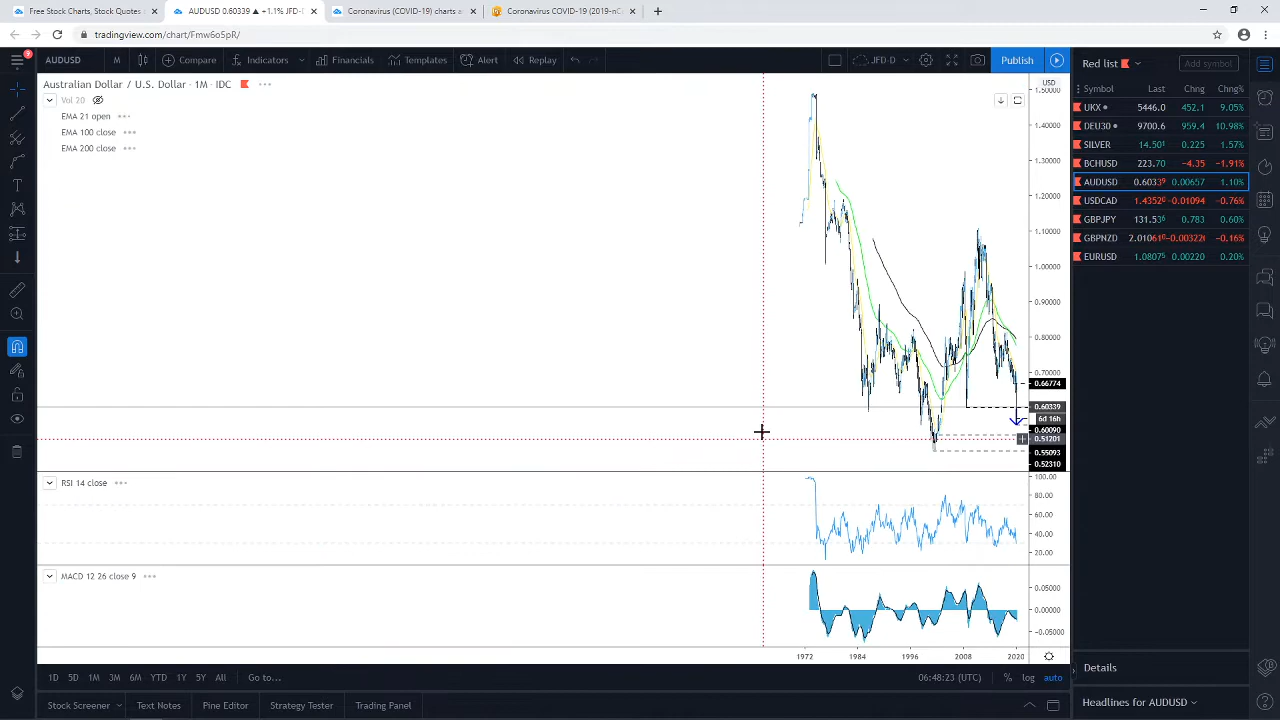 Free Stock Charts, Stock Quotes
AUDUSD 0.60339 ▲ +1.1% JFD-D
Coronavirus (COVID-19) charts a
Coronavirus COVID-19 (2019-nC
tradingview.com/chart/Fmw6o5pR/
AUDUSD M Compare Indicators Financials Templates Alert Replay JFD-D Publish
Red list Add symbol
Australian Dollar / U.S. Dollar · 1M · IDC
Vol 20
EMA 21 open
EMA 100 close
EMA 200 close
USD
1.50000
1.40000
1.30000
1.20000
1.10000
1.00000
0.90000
0.80000
0.70000
0.66774
0.60339
6d 16h
0.60090
0.51201
0.55093
0.52310
Symbol Last Chng Chng%
UKX 5446.0 452.1 9.05%
DEU30 9700.6 959.4 10.98%
SILVER 14.501 0.225 1.57%
BCHUSD 223.70 −4.35 −1.91%
AUDUSD 0.60339 0.00657 1.10%
USDCAD 1.43520 −0.01094 −0.76%
GBPJPY 131.536 0.783 0.60%
GBPNZD 2.01061 −0.00322 −0.16%
EURUSD 1.08075 0.00220 0.20%
RSI 14 close
100.00
80.00
60.00
40.00
20.00
MACD 12 26 close 9
0.05000
0.00000
−0.05000
1972 1984 1996 2008 2020
1D 5D 1M 3M 6M YTD 1Y 5Y All Go to... 06:48:23 (UTC) % log auto
Stock Screener Text Notes Pine Editor Strategy Tester Trading Panel
Details
Headlines for AUDUSD